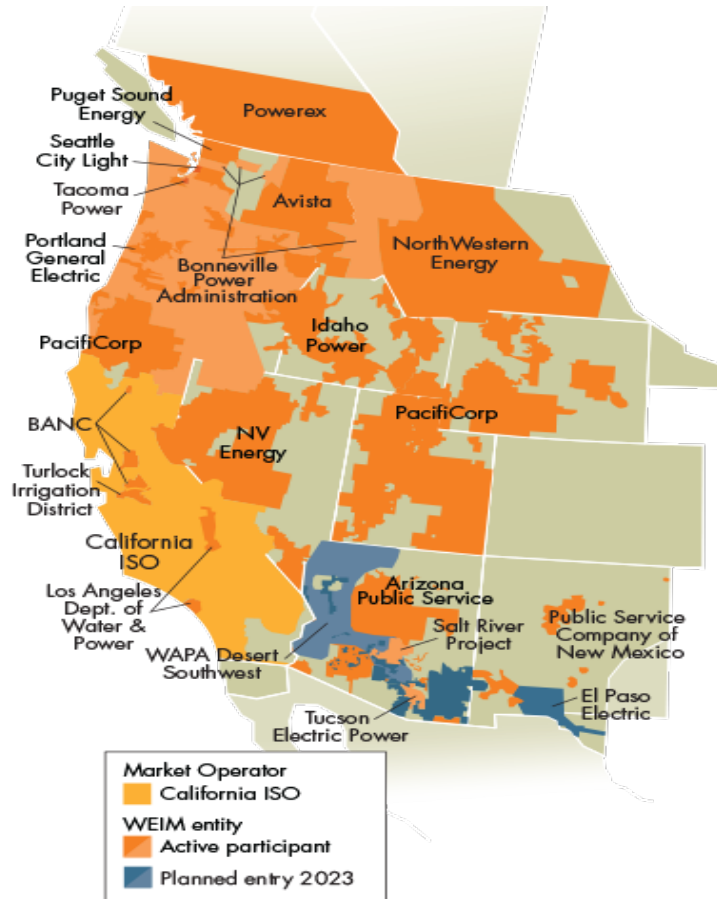 Puget Sound
Energy
Powerex
Seattle
City Light
Tacoma
Power
Avista
Portland
General
Electric
Bonneville
Power
Administration
NorthWestern
Energy
PacifiCorp
Idaho
Power
BANC
NV
Energy
PacifiCorp
Turlock
Irrigation
District
California
ISO
Los Angeles
Dept. of
Water &
Power
Arizona
Public Service
WAPA Desert
Southwest
Salt River
Project
Public Service
Company of
New Mexico
Tucson
Electric Power
El Paso
Electric
Market Operator
California ISO
WEIM entity
Active participant
Planned entry 2023